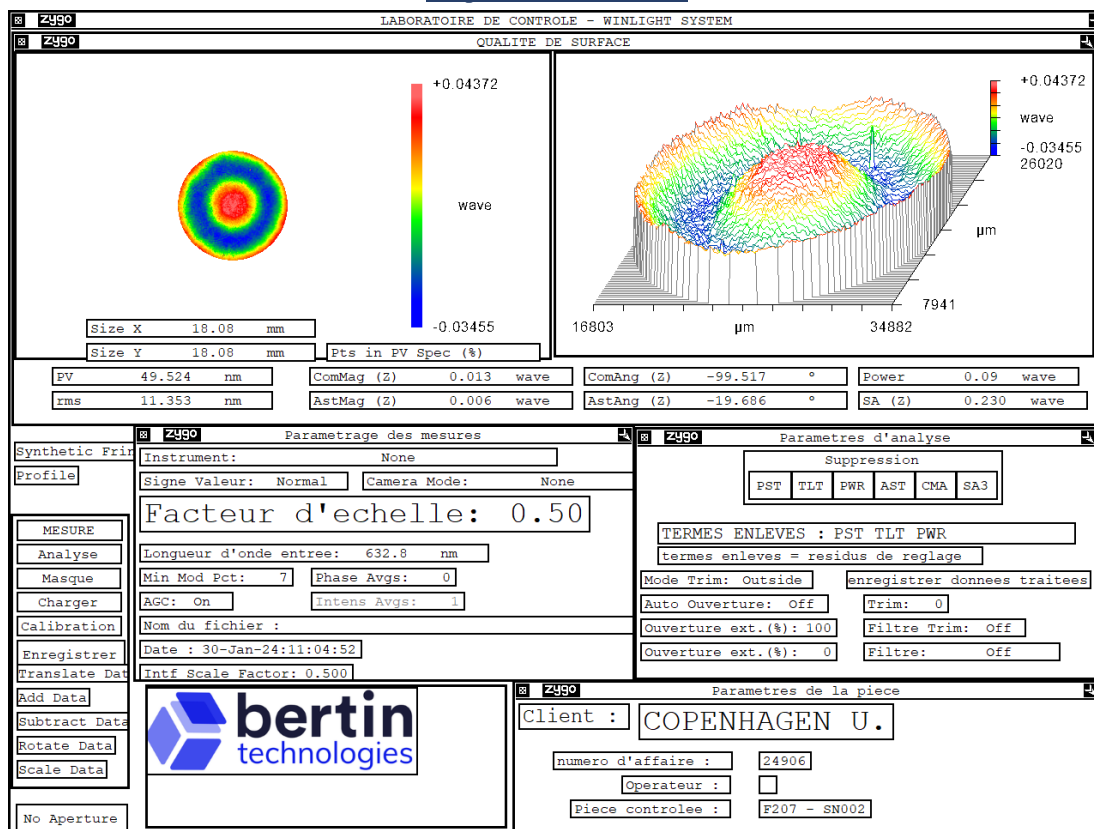 zygo LABORATOIRE DE CONTROLE - WINLIGHT SYSTEM
zygo QUALITE DE SURFACE
+0.04372
wave
-0.03455
Size X 18.08 mm
Size Y 18.08 mm
Pts in PV Spec (%)
+0.04372
wave
-0.03455
26020
µm
7941
16803 µm 34882
PV 49.524 nm
ComMag (Z) 0.013 wave
ComAng (Z) -99.517 °
Power 0.09 wave
rms 11.353 nm
AstMag (Z) 0.006 wave
AstAng (Z) -19.686 °
SA (Z) 0.230 wave
Synthetic Frin
Profile
MESURE
Analyse
Masque
Charger
Calibration
Enregistrer
Translate Dat
Add Data
Subtract Data
Rotate Data
Scale Data
No Aperture
zygo Parametrage des mesures
Instrument: None
Signe Valeur: Normal
Camera Mode: None
Facteur d'echelle: 0.50
Longueur d'onde entree: 632.8 nm
Min Mod Pct: 7
Phase Avgs: 0
AGC: On
Intens Avgs: 1
Nom du fichier :
Date : 30-Jan-24:11:04:52
Intf Scale Factor: 0.500
zygo Parametres d'analyse
Suppression
PST TLT PWR AST CMA SA3
TERMES ENLEVES : PST TLT PWR
termes enleves = residus de reglage
Mode Trim: Outside
enregistrer donnees traitees
Auto Ouverture: Off
Trim: 0
Ouverture ext.(%): 100
Filtre Trim: Off
Ouverture ext.(%): 0
Filtre: Off
bertin
technologies
zygo Parametres de la piece
Client : COPENHAGEN U.
numero d'affaire : 24906
Operateur :
Piece controlee : F207 - SN002